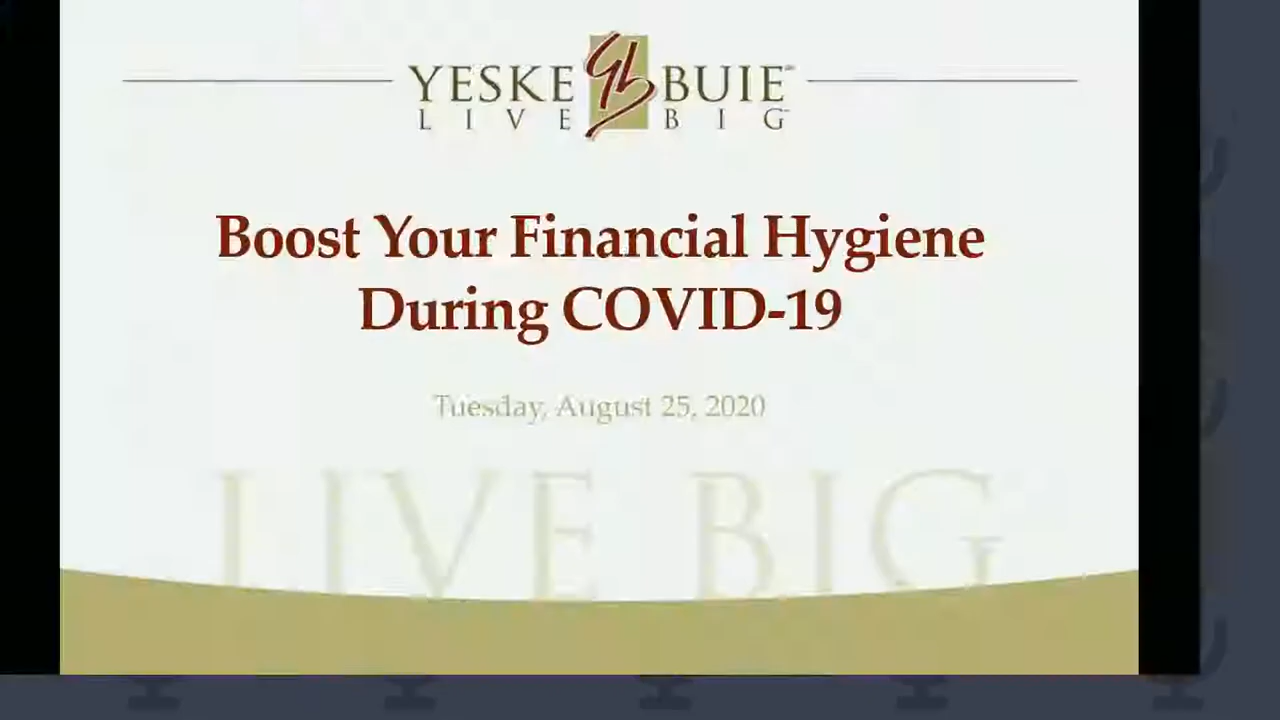 YESKE BUIE
LIVE BIG
Boost Your Financial Hygiene
During COVID-19
Tuesday, August 25, 2020
LIVE BIG